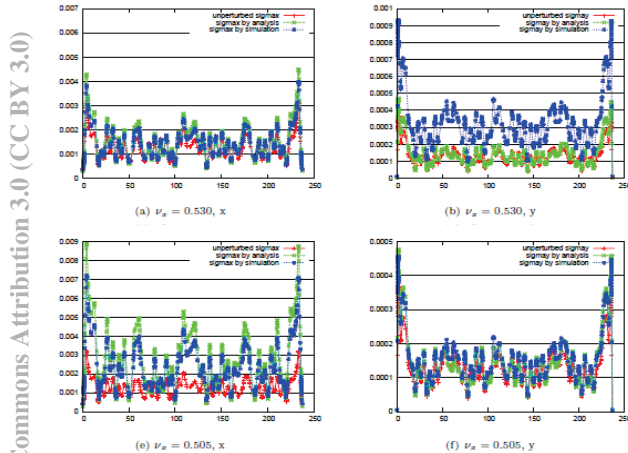 Commons Attribution 3.0 (CC BY 3.0)
0.007
0.006
0.005
0.004
0.003
0.002
0.001
0
0 50 100 150 200 250
unperturbed sigmax
sigmax by analysis
sigmax by simulation
(a) νx = 0.530, x
0.001
0.0009
0.0008
0.0007
0.0006
0.0005
0.0004
0.0003
0.0002
0.0001
0
0 50 100 150 200 250
unperturbed sigmay
sigmay by analysis
sigmay by simulation
(b) νx = 0.530, y
0.009
0.008
0.007
0.006
0.005
0.004
0.003
0.002
0.001
0
0 50 100 150 200 250
unperturbed sigmax
sigmax by analysis
sigmax by simulation
(e) νx = 0.505, x
0.0005
0.0004
0.0003
0.0002
0.0001
0
0 50 100 150 200 250
unperturbed sigmay
sigmay by analysis
sigmay by simulation
(f) νx = 0.505, y